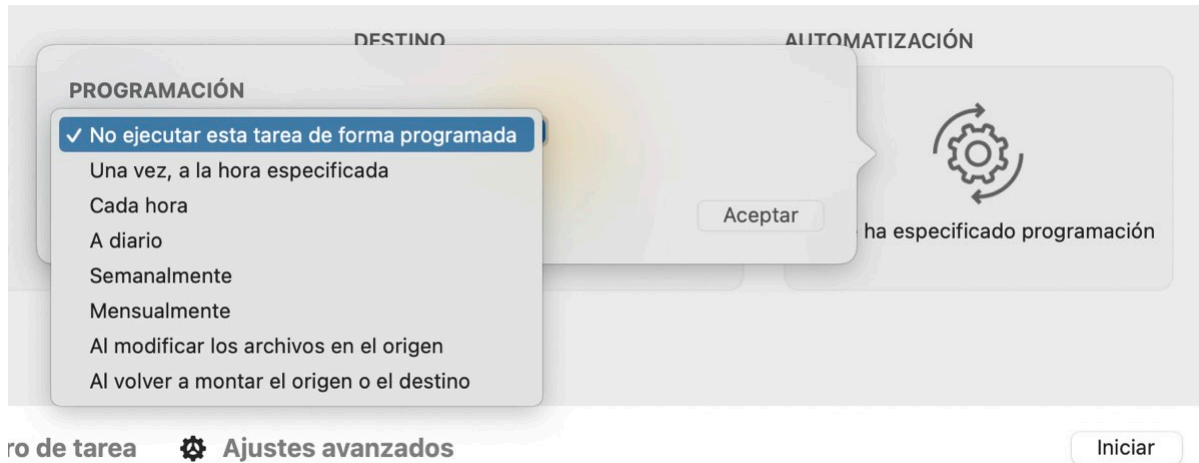 DESTINO
AUTOMATIZACIÓN
PROGRAMACIÓN
✓ No ejecutar esta tarea de forma programada
Una vez, a la hora especificada
Cada hora
A diario
Semanalmente
Mensualmente
Al modificar los archivos en el origen
Al volver a montar el origen o el destino
Aceptar
ha especificado programación
ro de tarea
Ajustes avanzados
Iniciar